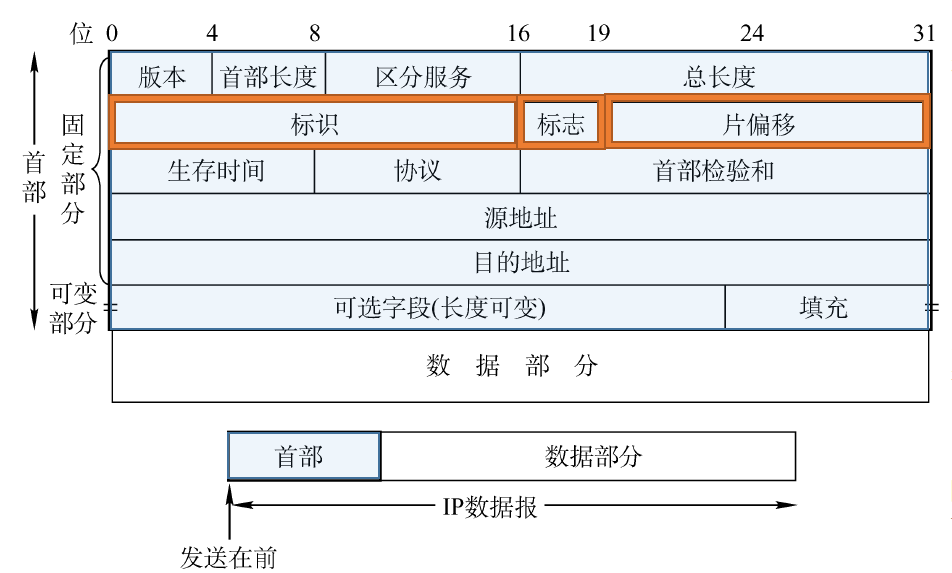 位 0 4 8 16 19 24 31
版本 首部长度 区分服务 总长度
标识 标志 片偏移
生存时间 协议 首部检验和
源地址
目的地址
可选字段(长度可变) 填充
数据部分
首部
固定部分
可变
部分
首部 数据部分
IP数据报
发送在前